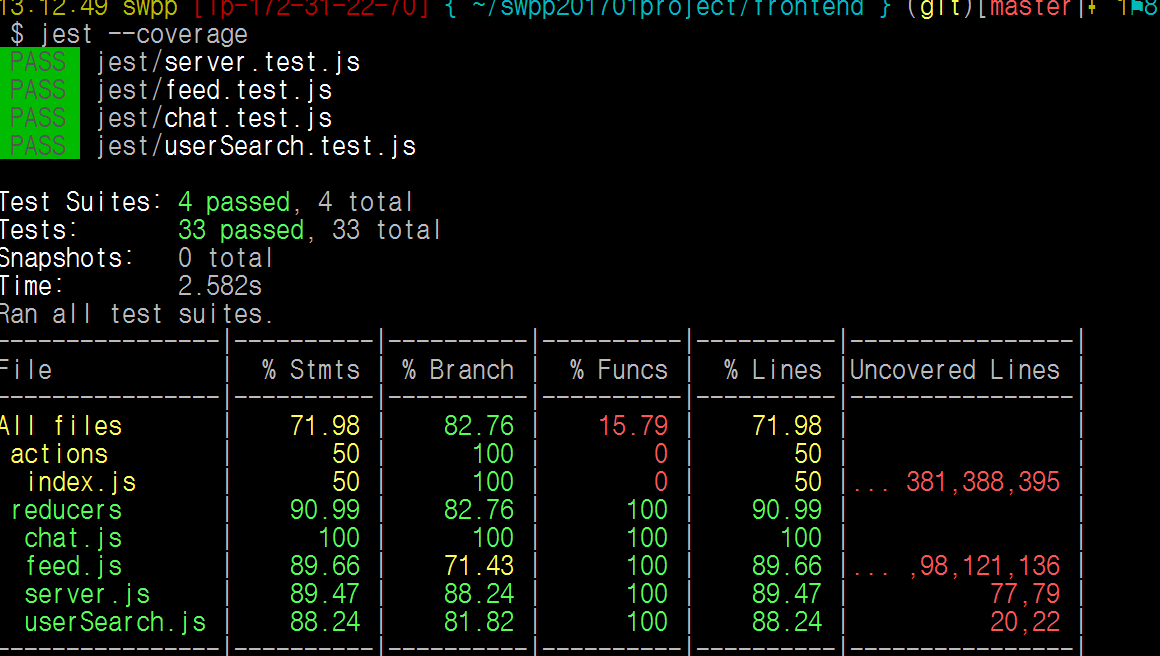 13:12:49 swpp [ip-172-31-22-70] { ~/swpp201701project/frontend } (git)[master| 1⚑8
$ jest --coverage
PASS jest/server.test.js
PASS jest/feed.test.js
PASS jest/chat.test.js
PASS jest/userSearch.test.js
Test Suites: 4 passed, 4 total
Tests: 33 passed, 33 total
Snapshots: 0 total
Time: 2.582s
Ran all test suites.
---------------|----------|----------|----------|----------|----------------|
File | % Stmts | % Branch | % Funcs | % Lines |Uncovered Lines |
---------------|----------|----------|----------|----------|----------------|
All files | 71.98 | 82.76 | 15.79 | 71.98 | |
actions | 50 | 100 | 0 | 50 | |
index.js | 50 | 100 | 0 | 50 |... 381,388,395 |
reducers | 90.99 | 82.76 | 100 | 90.99 | |
chat.js | 100 | 100 | 100 | 100 | |
feed.js | 89.66 | 71.43 | 100 | 89.66 |... ,98,121,136 |
server.js | 89.47 | 88.24 | 100 | 89.47 | 77,79 |
userSearch.js | 88.24 | 81.82 | 100 | 88.24 | 20,22 |
---------------|----------|----------|----------|----------|----------------|